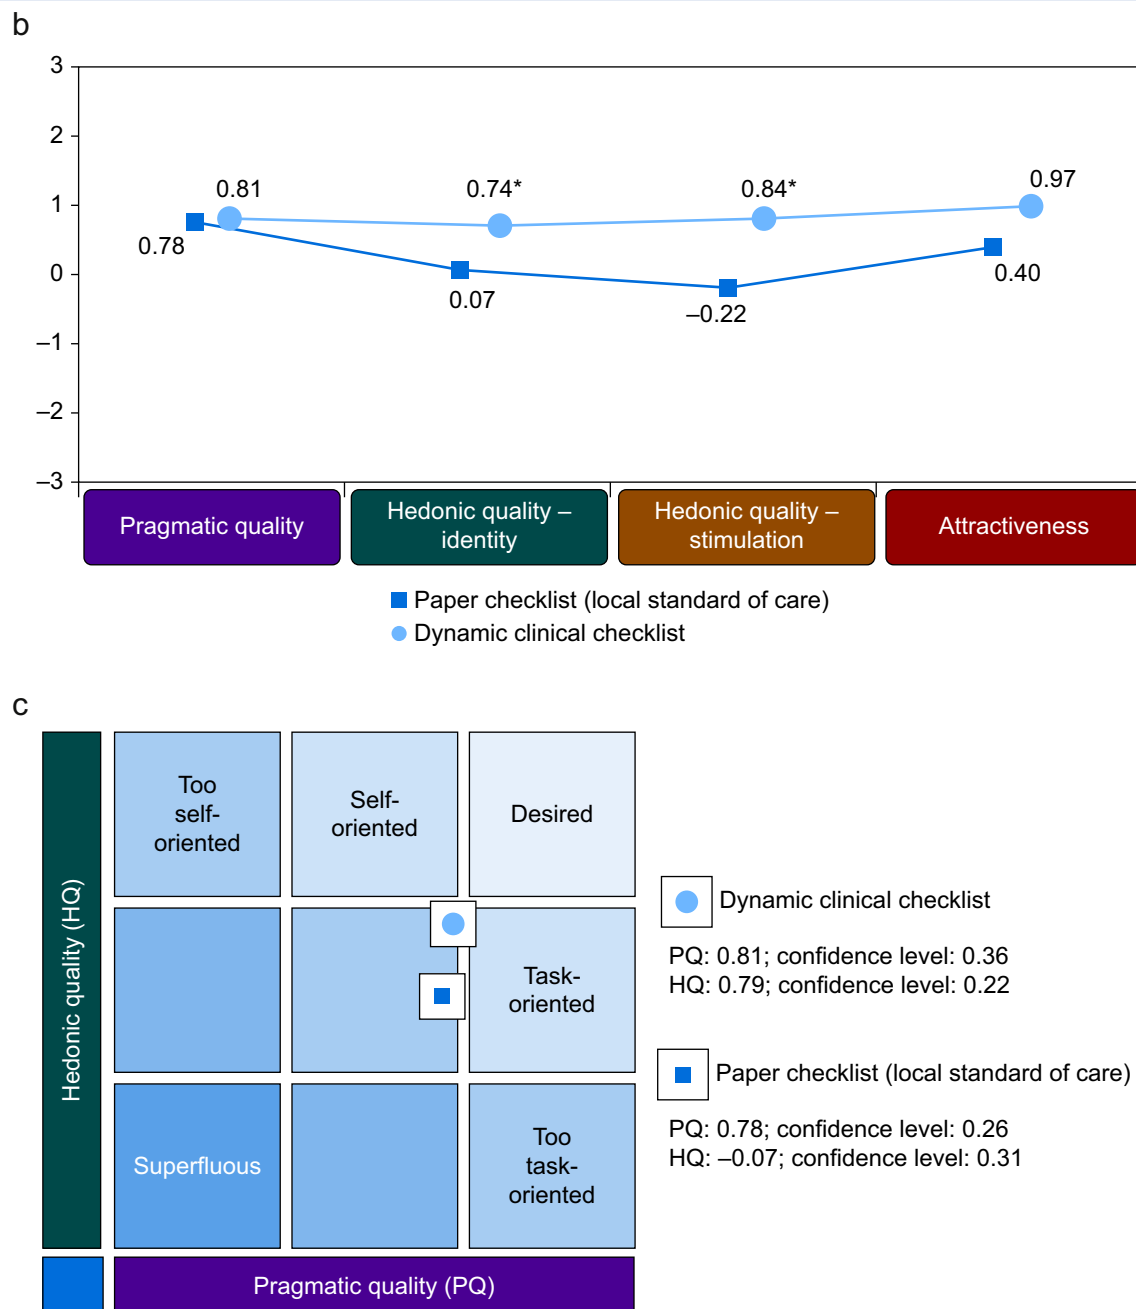 b
3
2
1
0
–1
–2
–3
0.81
0.74*
0.84*
0.97
0.78
0.07
–0.22
0.40
Pragmatic quality
Hedonic quality –
identity
Hedonic quality –
stimulation
Attractiveness
Paper checklist (local standard of care)
Dynamic clinical checklist
c
Hedonic quality (HQ)
Too
self-
oriented
Self-
oriented
Desired
Task-
oriented
Superfluous
Too
task-
oriented
Pragmatic quality (PQ)
Dynamic clinical checklist
PQ: 0.81; confidence level: 0.36
HQ: 0.79; confidence level: 0.22
Paper checklist (local standard of care)
PQ: 0.78; confidence level: 0.26
HQ: –0.07; confidence level: 0.31